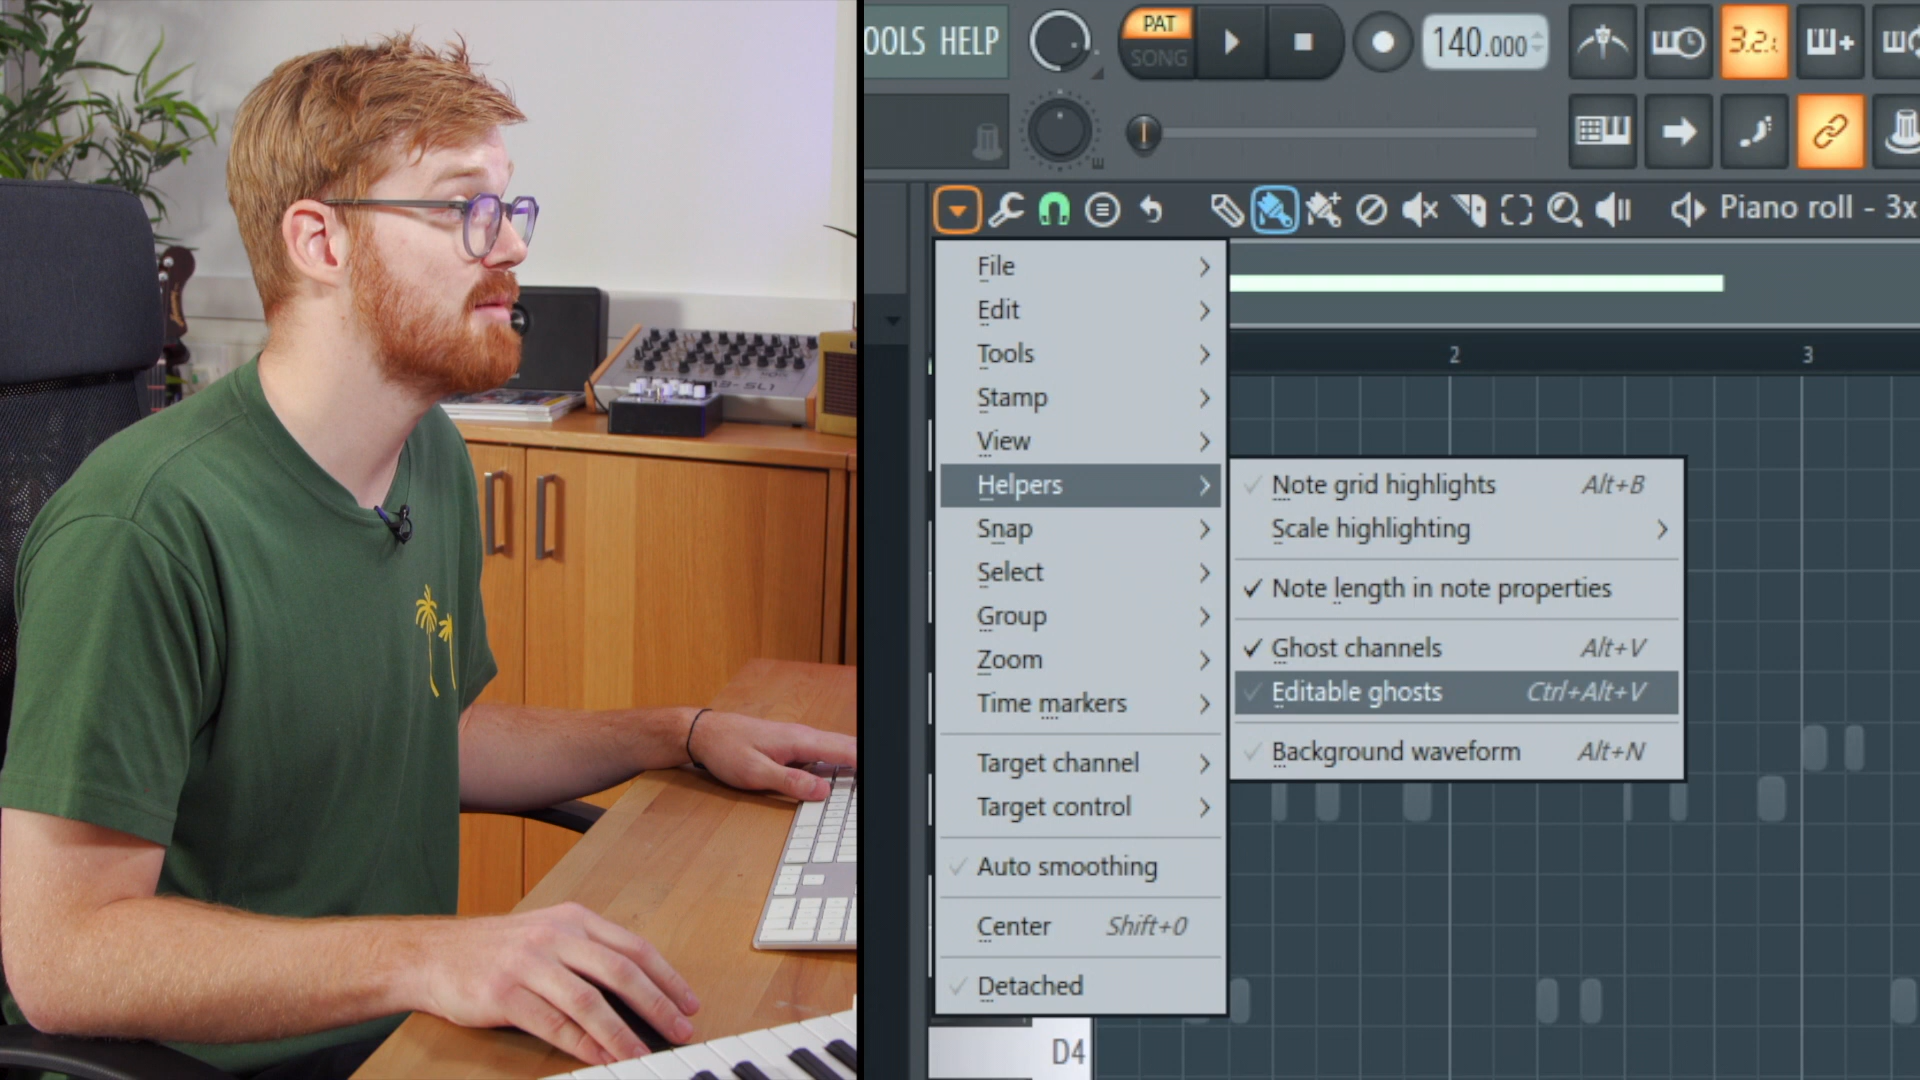 OOLS HELP
PAT
SONG
140.000
3.2.
Piano roll - 3x
File
Edit
Tools
Stamp
View
Helpers
Snap
Select
Group
Zoom
Time markers
Target channel
Target control
Auto smoothing
Center Shift+0
Detached
Note grid highlights Alt+B
Scale highlighting
Note length in note properties
Ghost channels Alt+V
Editable ghosts Ctrl+Alt+V
Background waveform Alt+N
2
3
D4